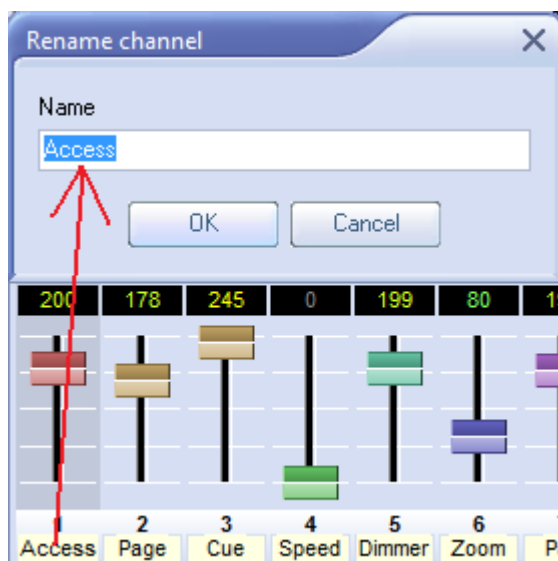 Rename channel
Name
Access
OK Cancel
200 178 245 0 199 80
1 2 3 4 5 6
Access Page Cue Speed Dimmer Zoom